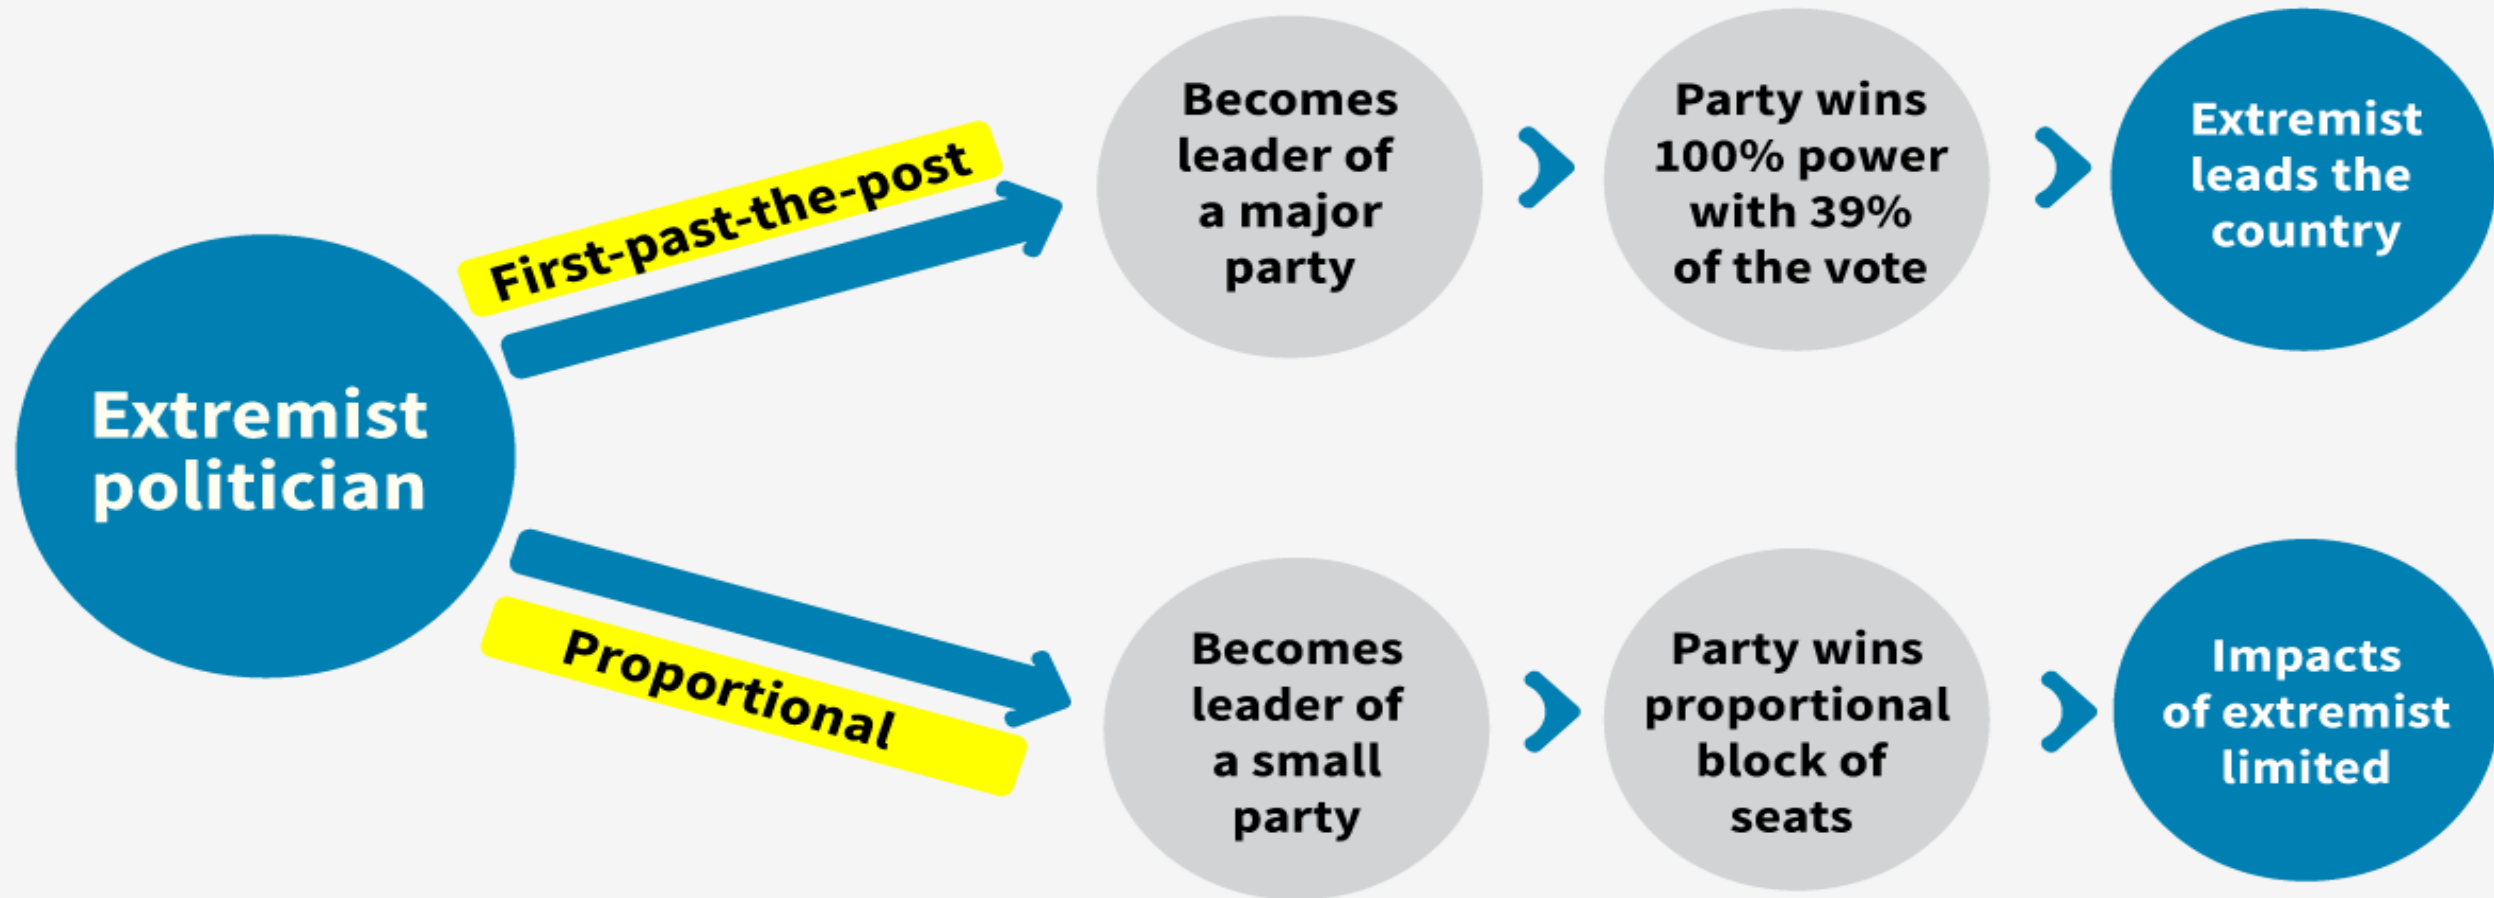 Extremist
politician
First-past-the-post
Becomes
leader of
a major
party
Party wins
100% power
with 39%
of the vote
Extremist
leads the
country
Proportional
Becomes
leader of
a small
party
Party wins
proportional
block of
seats
Impacts
of extremist
limited